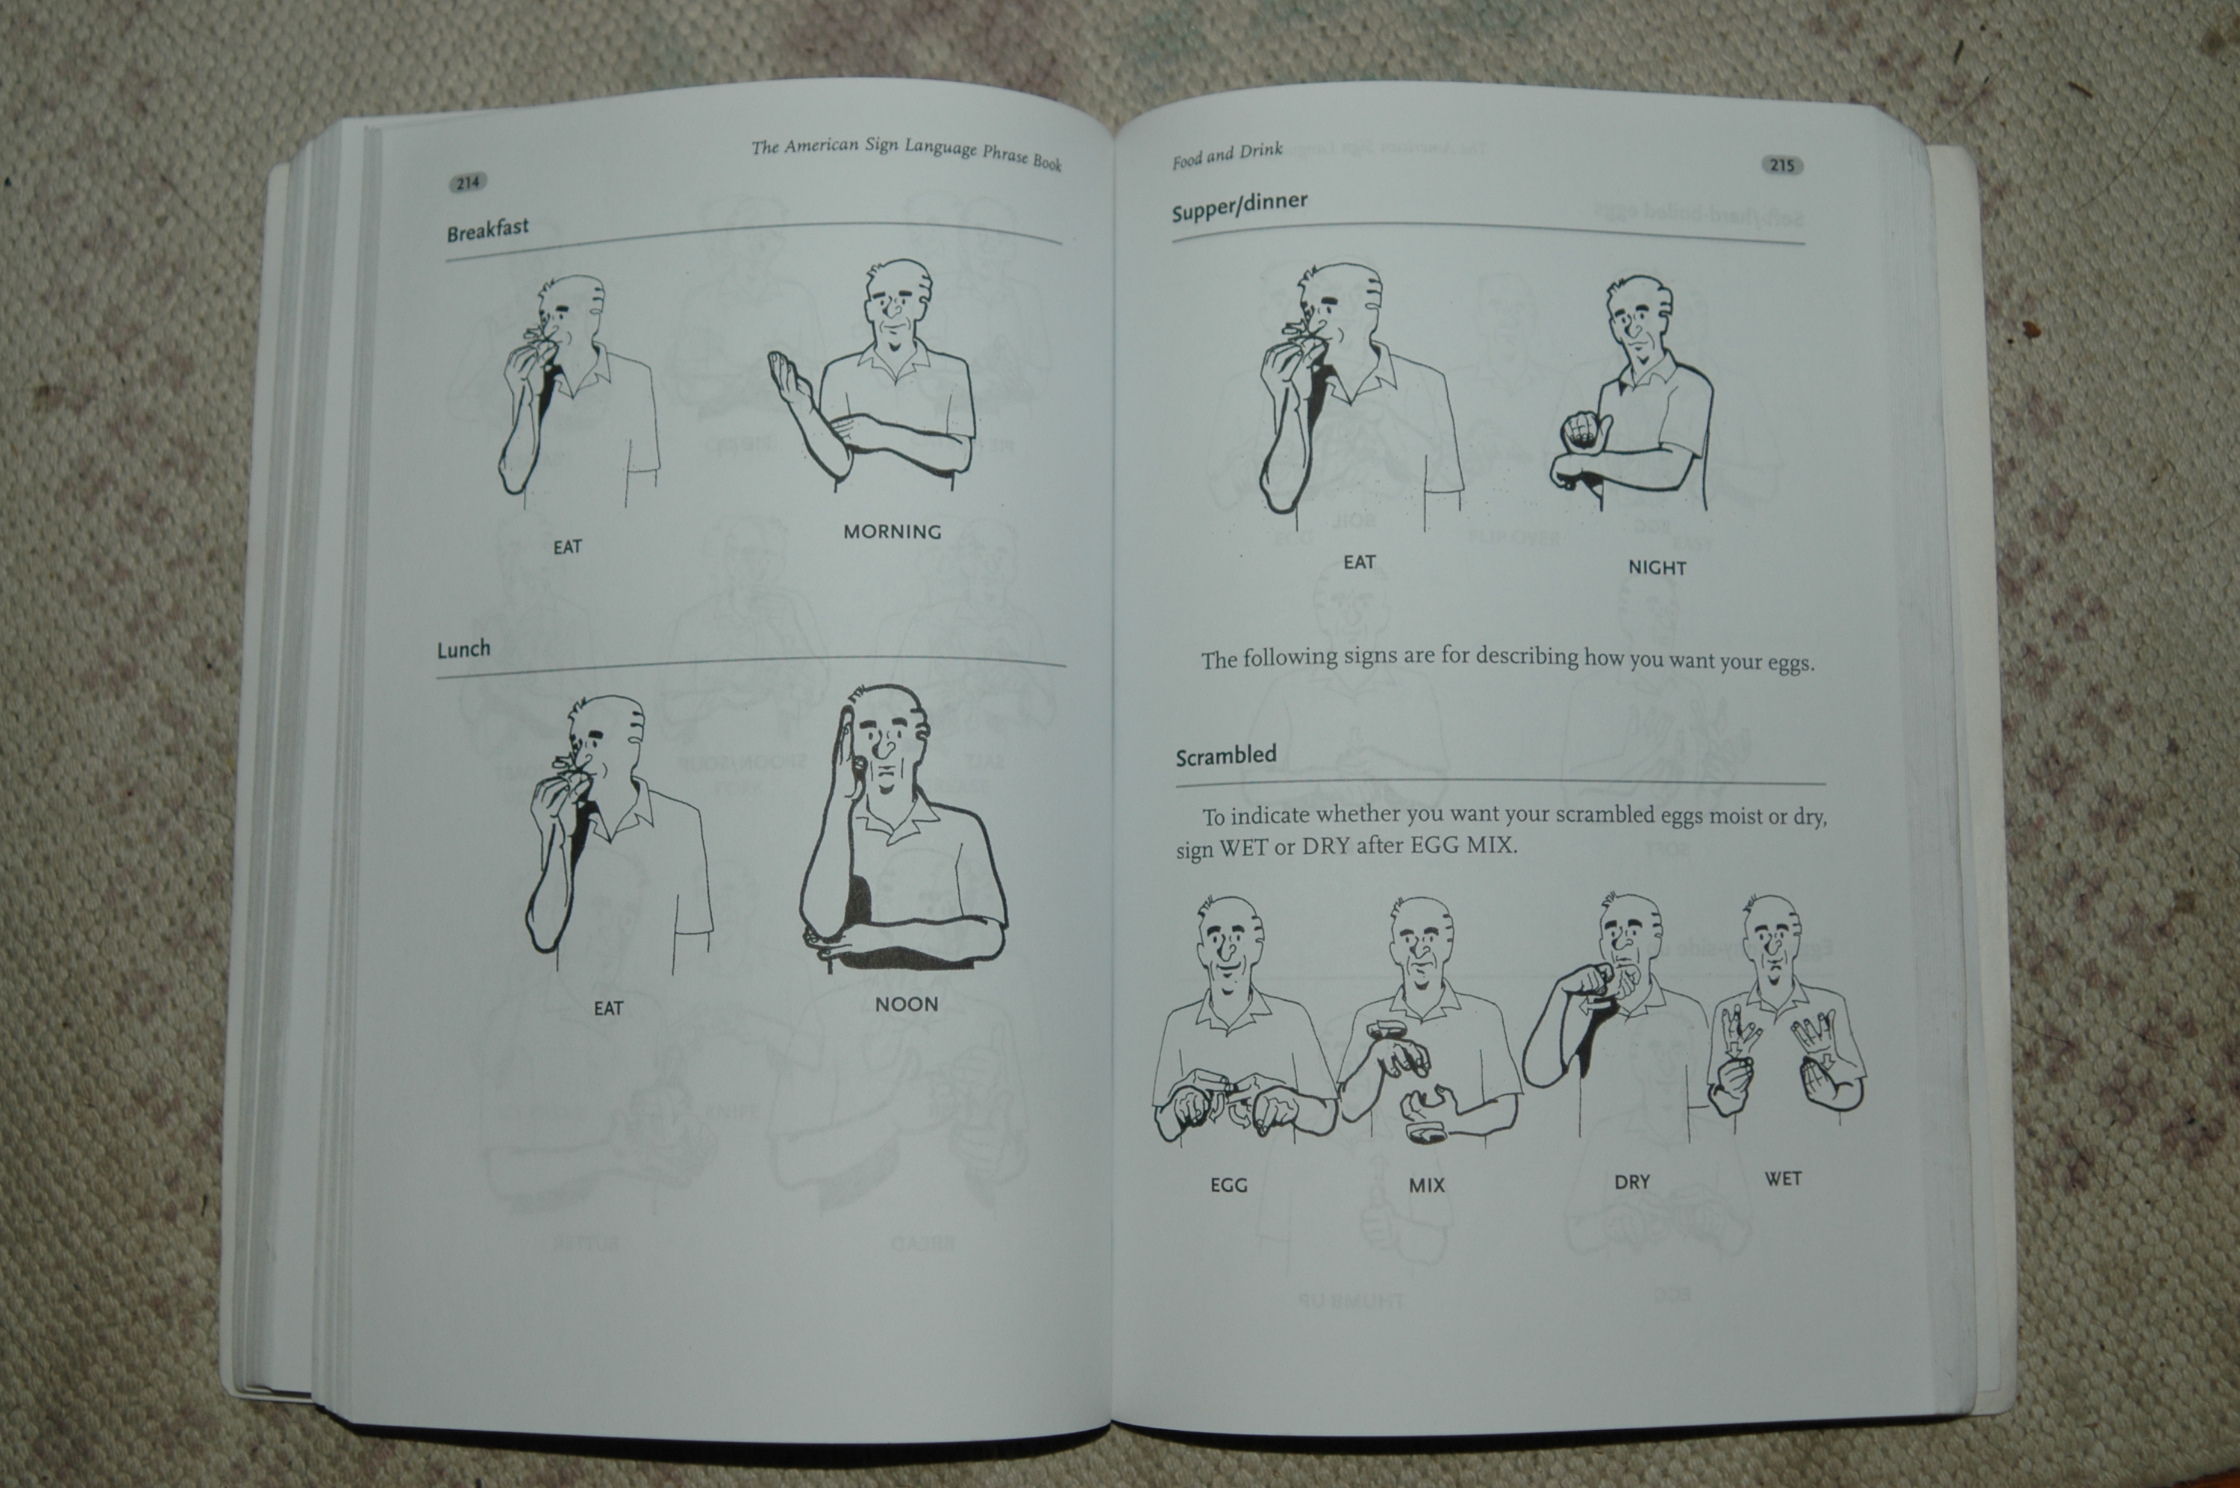 214
The American Sign Language Phrase Book
Breakfast
EAT
MORNING
Lunch
EAT
NOON
Food and Drink
215
Supper/dinner
EAT
NIGHT
The following signs are for describing how you want your eggs.
Scrambled
To indicate whether you want your scrambled eggs moist or dry,
sign WET or DRY after EGG MIX.
EGG
MIX
DRY
WET